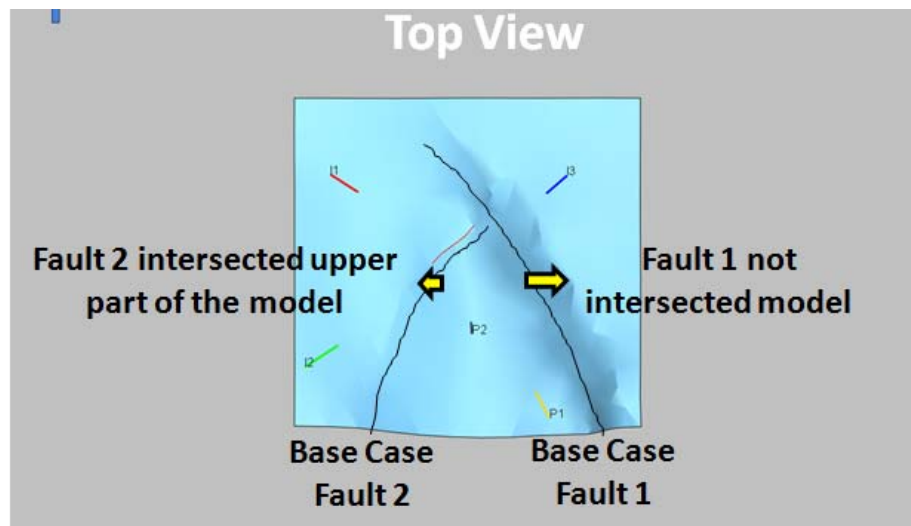 Top View
I1
I3
Fault 2 intersected upper
part of the model
Fault 1 not
intersected model
P2
I2
P1
Base Case
Fault 2
Base Case
Fault 1